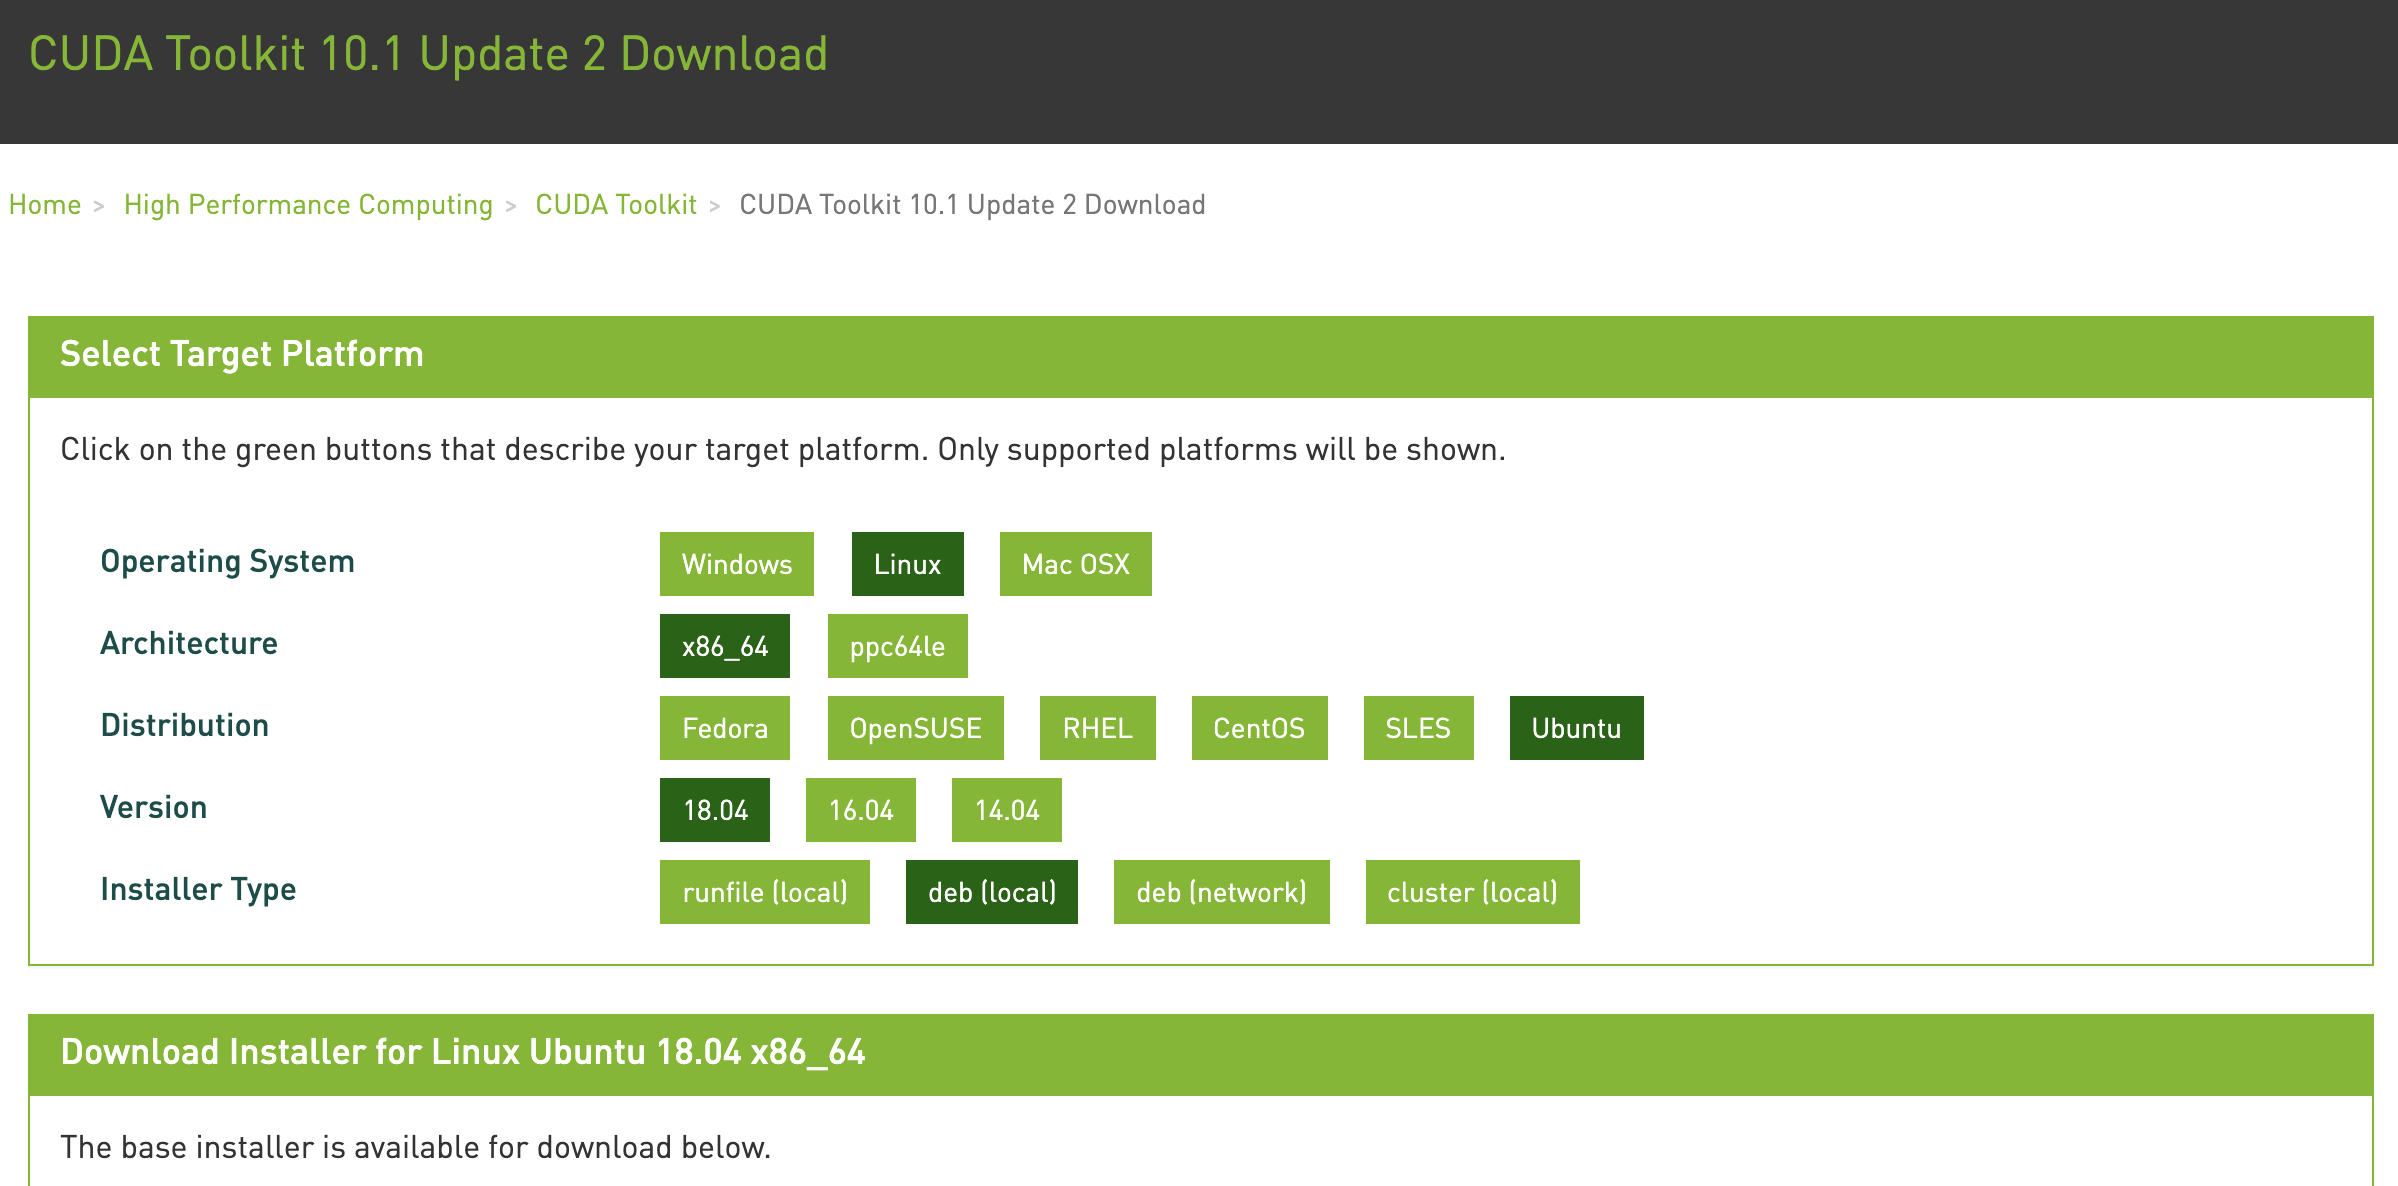 CUDA Toolkit 10.1 Update 2 Download
Home > High Performance Computing > CUDA Toolkit > CUDA Toolkit 10.1 Update 2 Download
Select Target Platform
Click on the green buttons that describe your target platform. Only supported platforms will be shown.
Operating System Windows Linux Mac OSX
Architecture x86_64 ppc64le
Distribution Fedora OpenSUSE RHEL CentOS SLES Ubuntu
Version 18.04 16.04 14.04
Installer Type runfile (local) deb (local) deb (network) cluster (local)
Download Installer for Linux Ubuntu 18.04 x86_64
The base installer is available for download below.